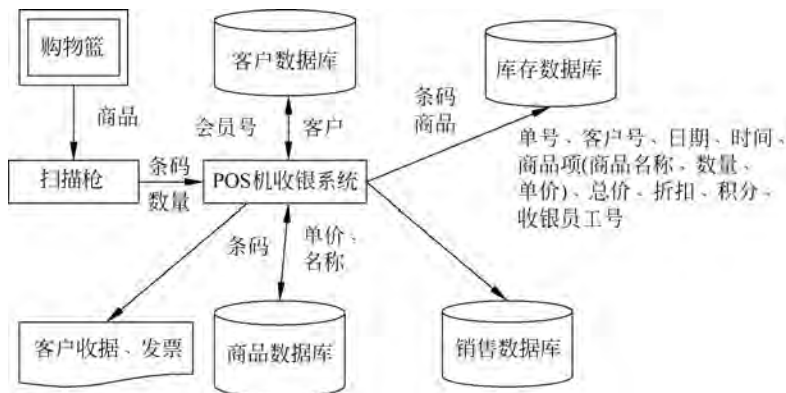 购物篮
客户数据库
库存数据库
商品
会员号
客户
条码
商品
单号、客户号、日期、时间、
商品项(商品名称、数量、
单价)、总价、折扣、积分、
收银员工号
扫描枪
条码
数量
POS机收银系统
条码
单价、
名称
客户收据、发票
商品数据库
销售数据库